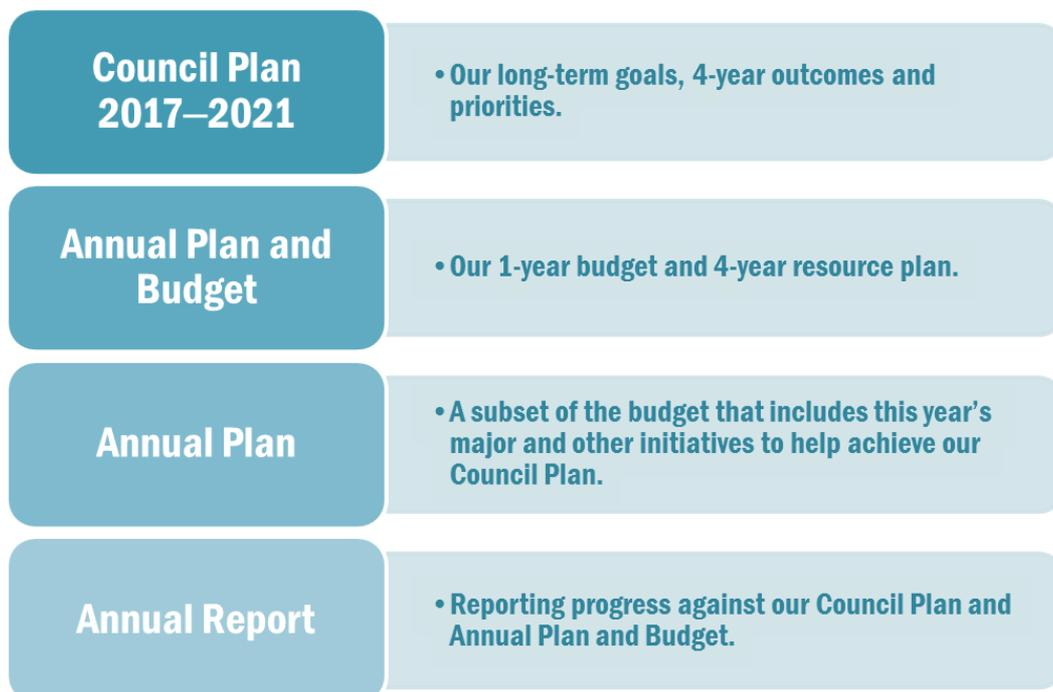 Council Plan
2017—2021
• Our long-term goals, 4-year outcomes and
priorities.
Annual Plan and
Budget
• Our 1-year budget and 4-year resource plan.
Annual Plan
• A subset of the budget that includes this year’s
major and other initiatives to help achieve our
Council Plan.
Annual Report
• Reporting progress against our Council Plan and
Annual Plan and Budget.